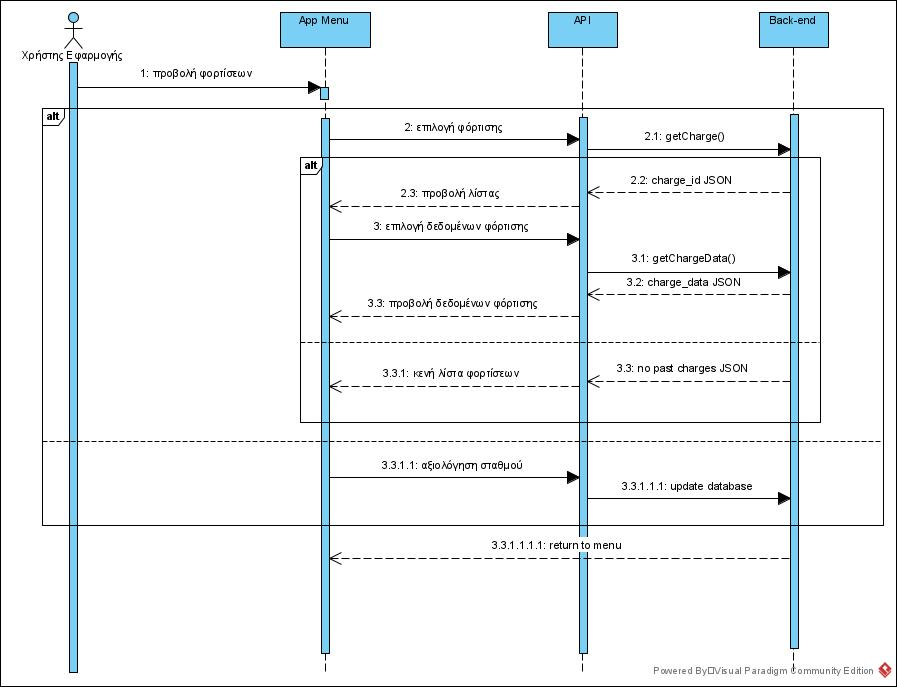 App Menu
API
Back-end
Χρήστης Εφαρμογής
1: προβολή φορτίσεων
alt
2: επιλογή φόρτισης
2.1: getCharge()
alt
2.2: charge_id JSON
2.3: προβολή λίστας
3: επιλογή δεδομένων φόρτισης
3.1: getChargeData()
3.2: charge_data JSON
3.3: προβολή δεδομένων φόρτισης
3.3: no past charges JSON
3.3.1: κενή λίστα φορτίσεων
3.3.1.1: αξιολόγηση σταθμού
3.3.1.1.1: update database
3.3.1.1.1.1: return to menu
Powered By Visual Paradigm Community Edition